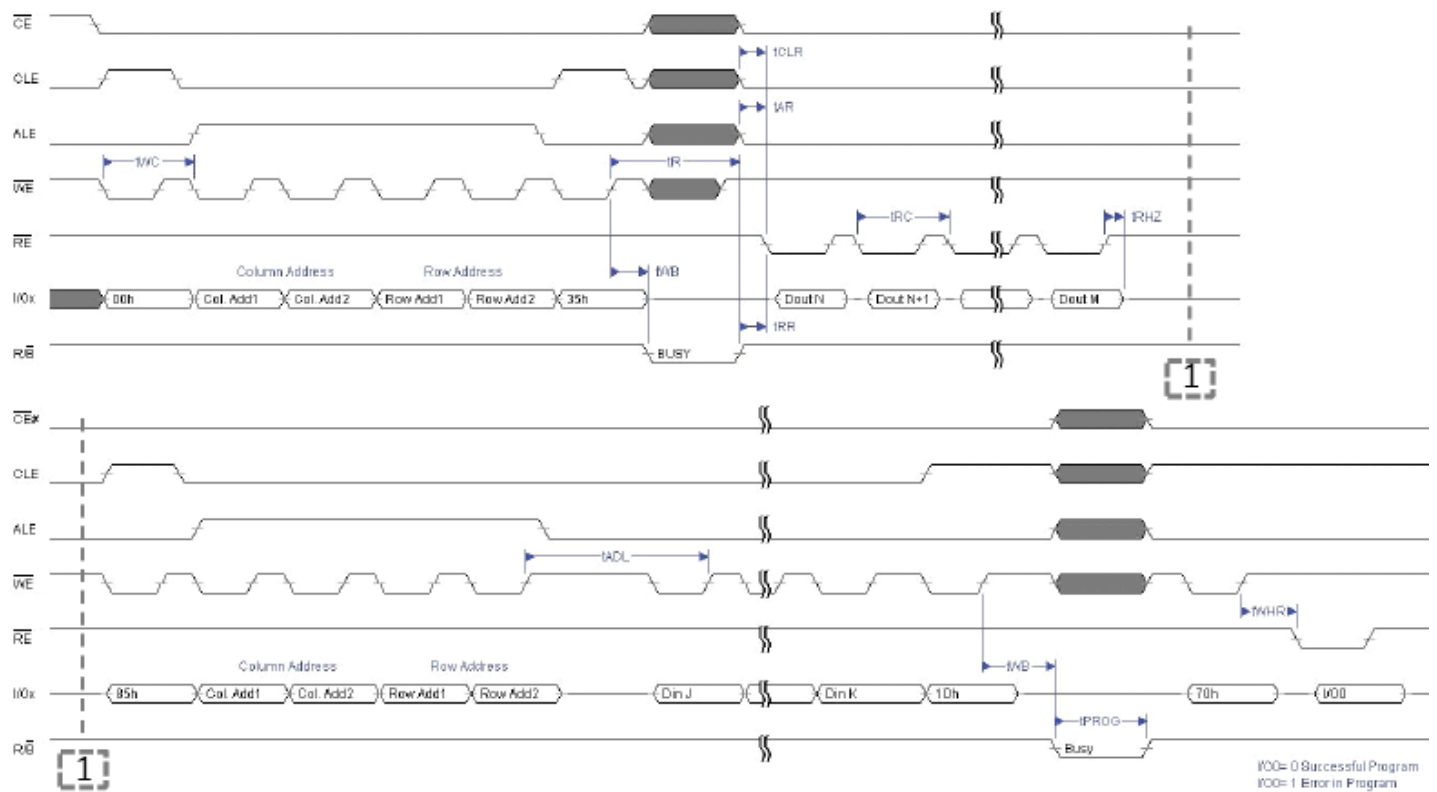 CE
tCLR
CLE
tAR
ALE
tWC
tR
WE
tRC
tRHZ
RE
Column Address
Row Address
tWB
I/Ox
00h
Col. Add1
Col. Add2
Row Add1
Row Add2
35h
Dout N
Dout N+1
Dout M
tRR
R/B
BUSY
1
CE#
CLE
ALE
tADL
WE
tWHR
RE
Column Address
Row Address
tWB
I/Ox
85h
Col. Add1
Col. Add2
Row Add1
Row Add2
Din J
Din K
10h
70h
I/O0
tPROG
R/B
Busy
1
I/O0= 0 Successful Program
I/O0= 1 Error in Program